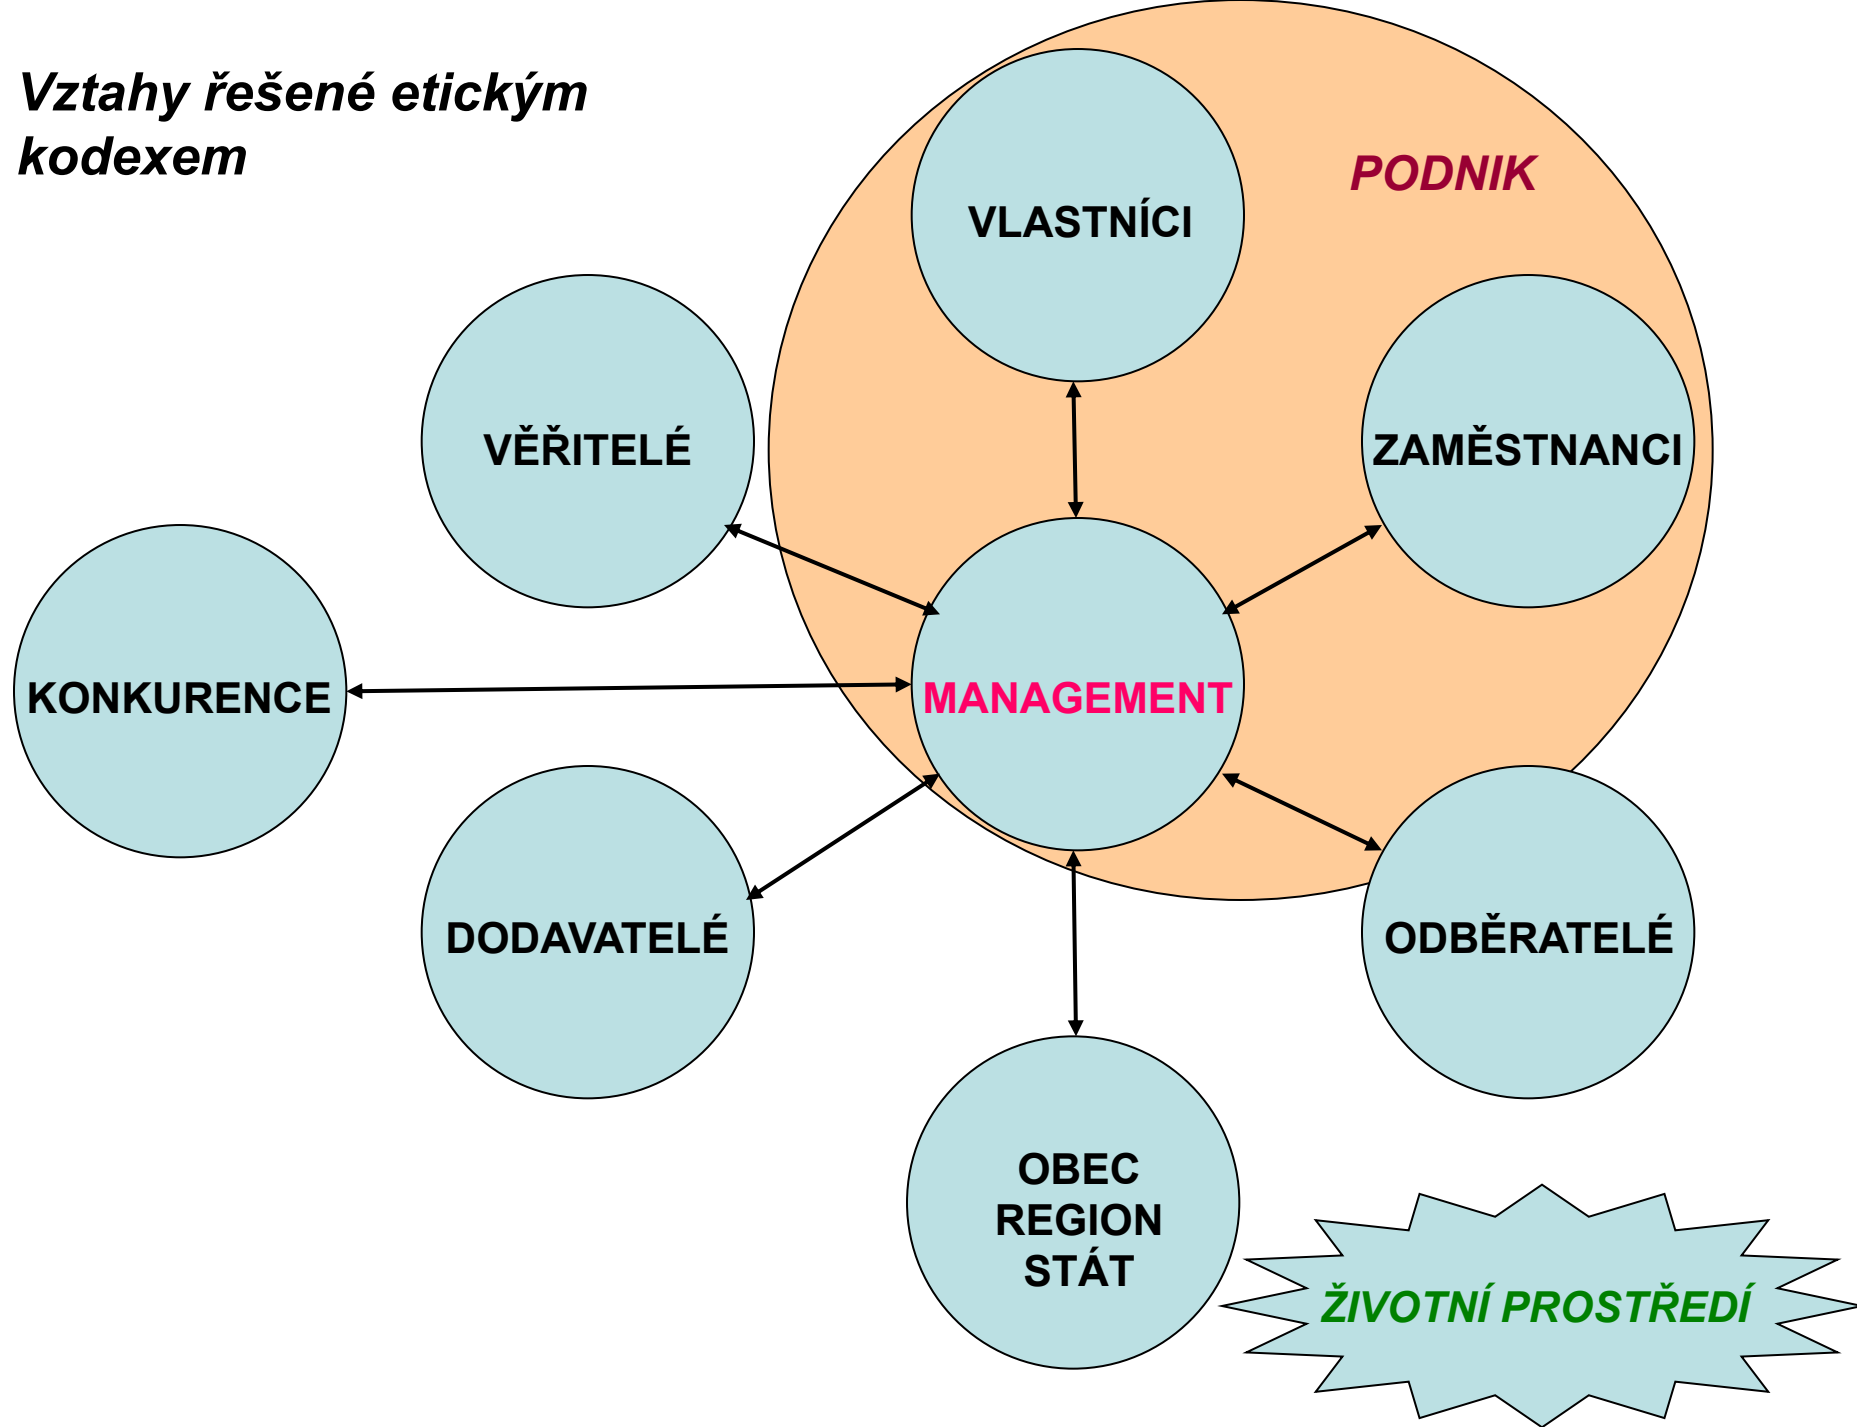 Vztahy řešené etickým
kodexem
PODNIK
VLASTNÍCI
VĚŘITELÉ
ZAMĚSTNANCI
KONKURENCE
MANAGEMENT
DODAVATELÉ
ODBĚRATELÉ
OBEC
REGION
STÁT
ŽIVOTNÍ PROSTŘEDÍ